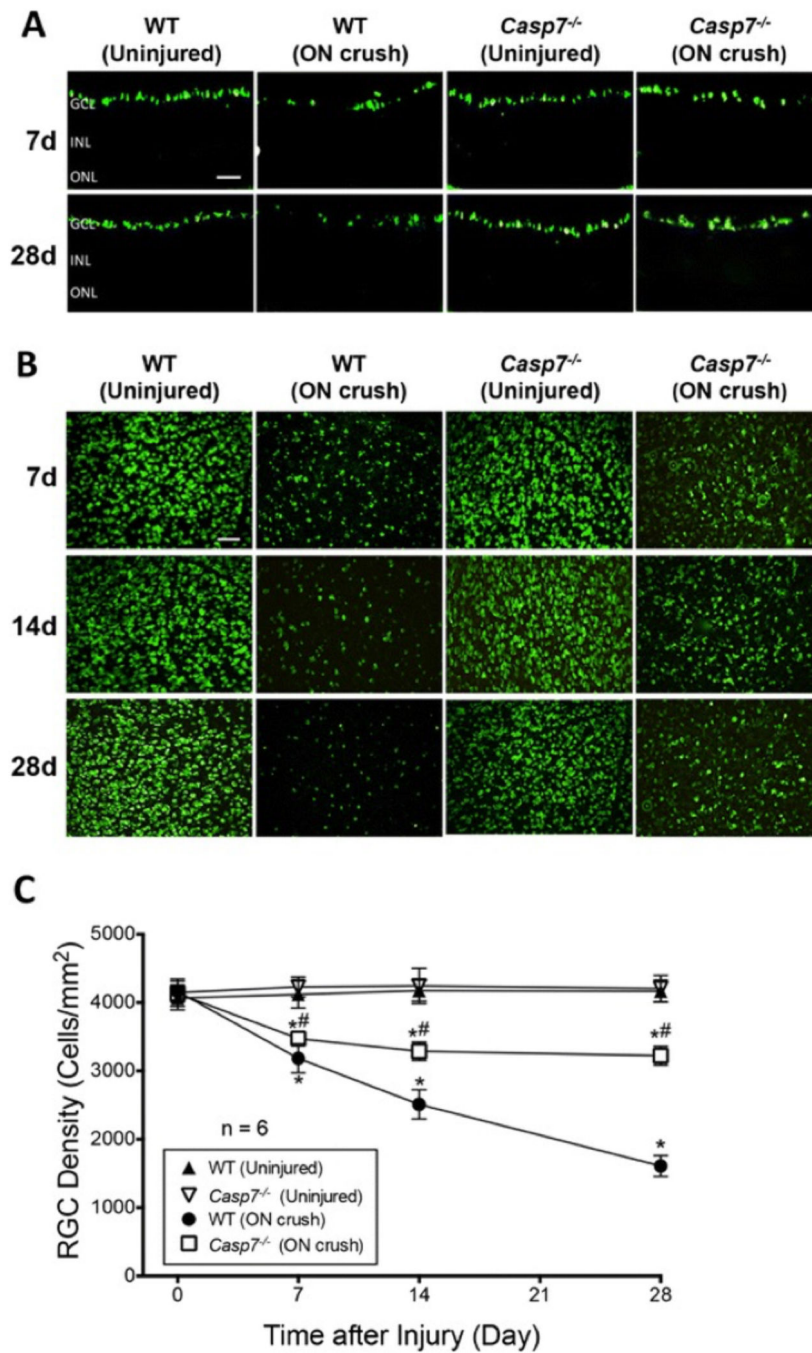 A
WT
(Uninjured)
WT
(ON crush)
Casp7-/-
(Uninjured)
Casp7-/-
(ON crush)
7d
GCL
INL
ONL
28d
GCL
INL
ONL
B
WT
(Uninjured)
WT
(ON crush)
Casp7-/-
(Uninjured)
Casp7-/-
(ON crush)
7d
14d
28d
C
RGC Density (Cells/mm²)
5000
4000
3000
2000
1000
0
*#
*#
*#
*
*
*
n = 6
WT (Uninjured)
Casp7-/- (Uninjured)
WT (ON crush)
Casp7-/- (ON crush)
0
7
14
21
28
Time after Injury (Day)